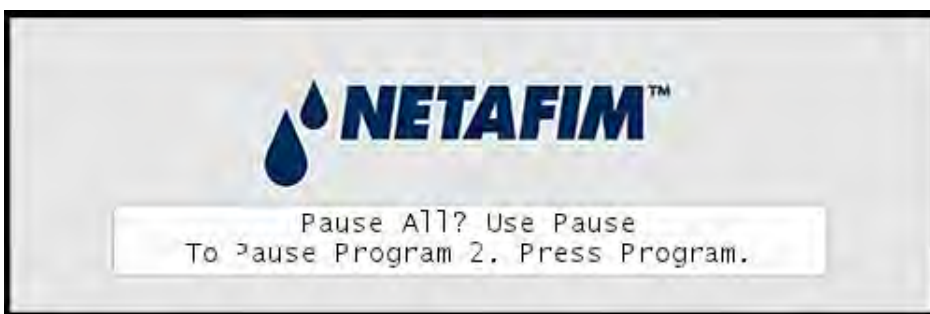 NETAFIM™
Pause All? Use Pause
To Pause Program 2. Press Program.